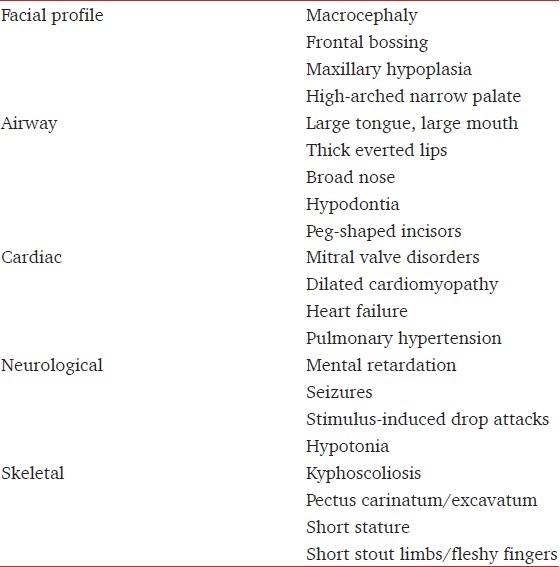 Facial profile Macrocephaly
Frontal bossing
Maxillary hypoplasia
High-arched narrow palate
Airway Large tongue, large mouth
Thick everted lips
Broad nose
Hypodontia
Peg-shaped incisors
Cardiac Mitral valve disorders
Dilated cardiomyopathy
Heart failure
Pulmonary hypertension
Neurological Mental retardation
Seizures
Stimulus-induced drop attacks
Hypotonia
Skeletal Kyphoscoliosis
Pectus carinatum/excavatum
Short stature
Short stout limbs/fleshy fingers